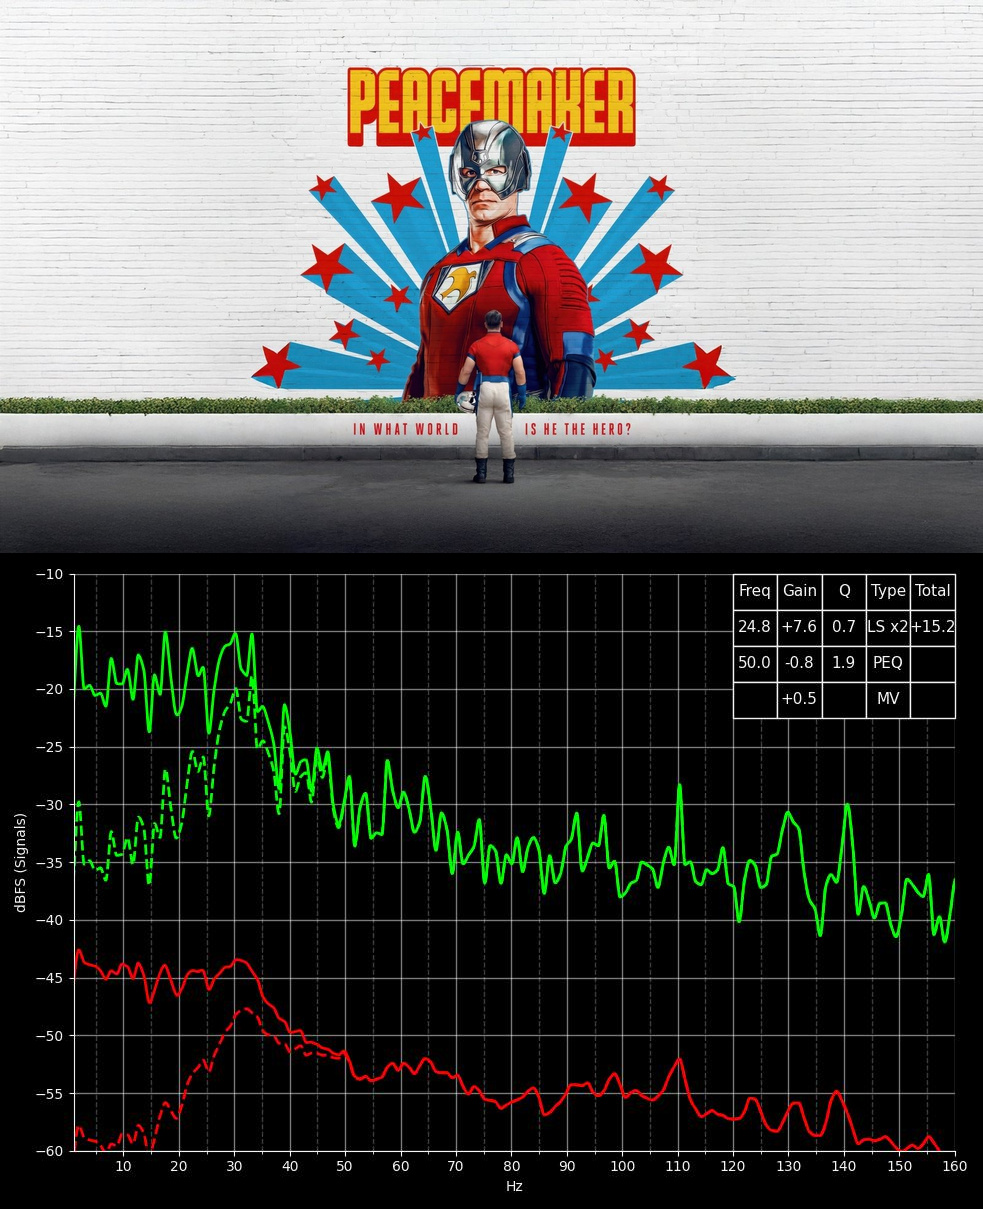 PEACEMAKER
IN WHAT WORLD IS HE THE HERO?
Freq Gain Q Type Total
24.8 +7.6 0.7 LS x2 +15.2
50.0 -0.8 1.9 PEQ
+0.5 MV
dBFS (Signals)
−10
−15
−20
−25
−30
−35
−40
−45
−50
−55
−60
10 20 30 40 50 60 70 80 90 100 110 120 130 140 150 160
Hz